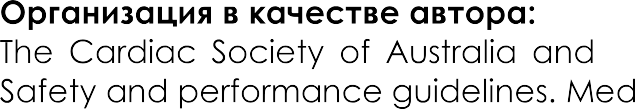 Организация в качестве автора:
The Cardiac Society of Australia and
Safety and performance guidelines. Med